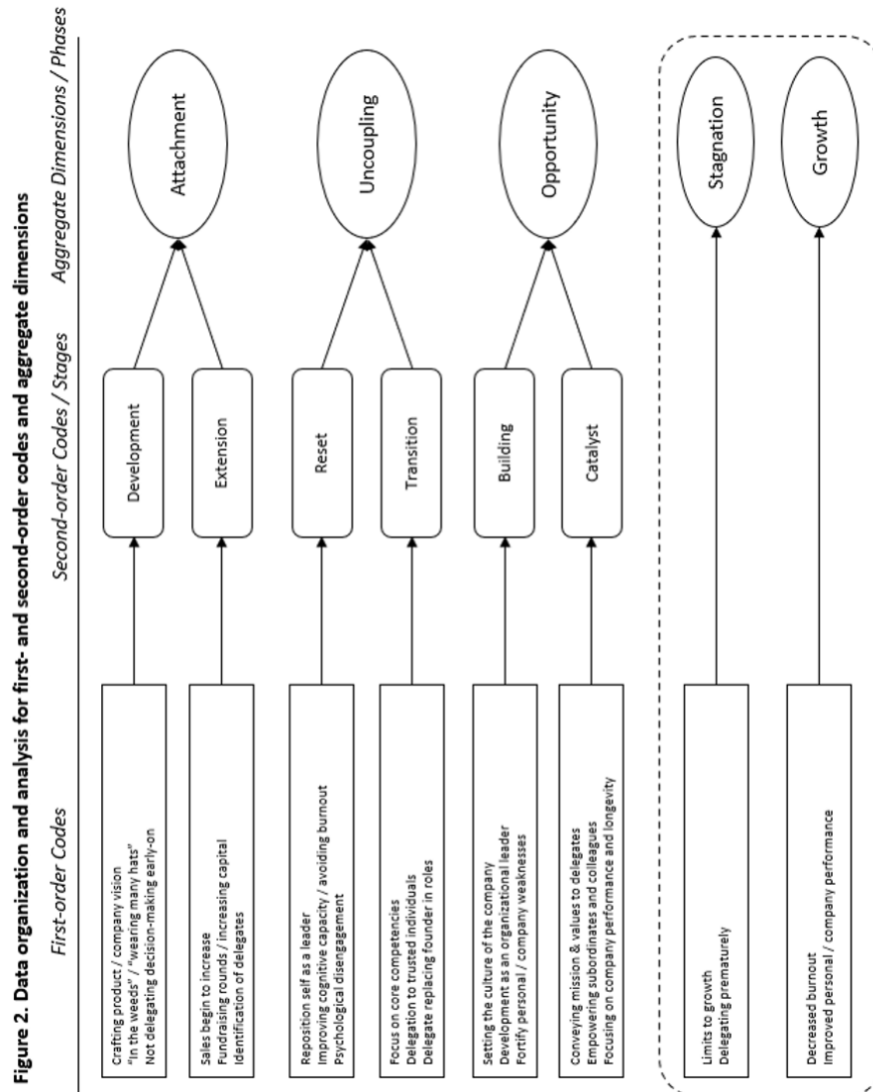 Figure 2. Data organization and analysis for first- and second-order codes and aggregate dimensions
First-order Codes
Second-order Codes / Stages
Aggregate Dimensions / Phases
Crafting product / company vision
"In the weeds" / "wearing many hats"
Not delegating decision-making early-on
Development
Sales begin to increase
Fundraising rounds / increasing capital
Identification of delegates
Extension
Attachment
Reposition self as a leader
Improving cognitive capacity / avoiding burnout
Psychological disengagement
Reset
Focus on core competencies
Delegation to trusted individuals
Delegate replacing founder in roles
Transition
Uncoupling
Setting the culture of the company
Development as an organizational leader
Fortify personal / company weaknesses
Building
Conveying mission & values to delegates
Empowering subordinates and colleagues
Focusing on company performance and longevity
Catalyst
Opportunity
Limits to growth
Delegating prematurely
Stagnation
Decreased burnout
Improved personal / company performance
Growth